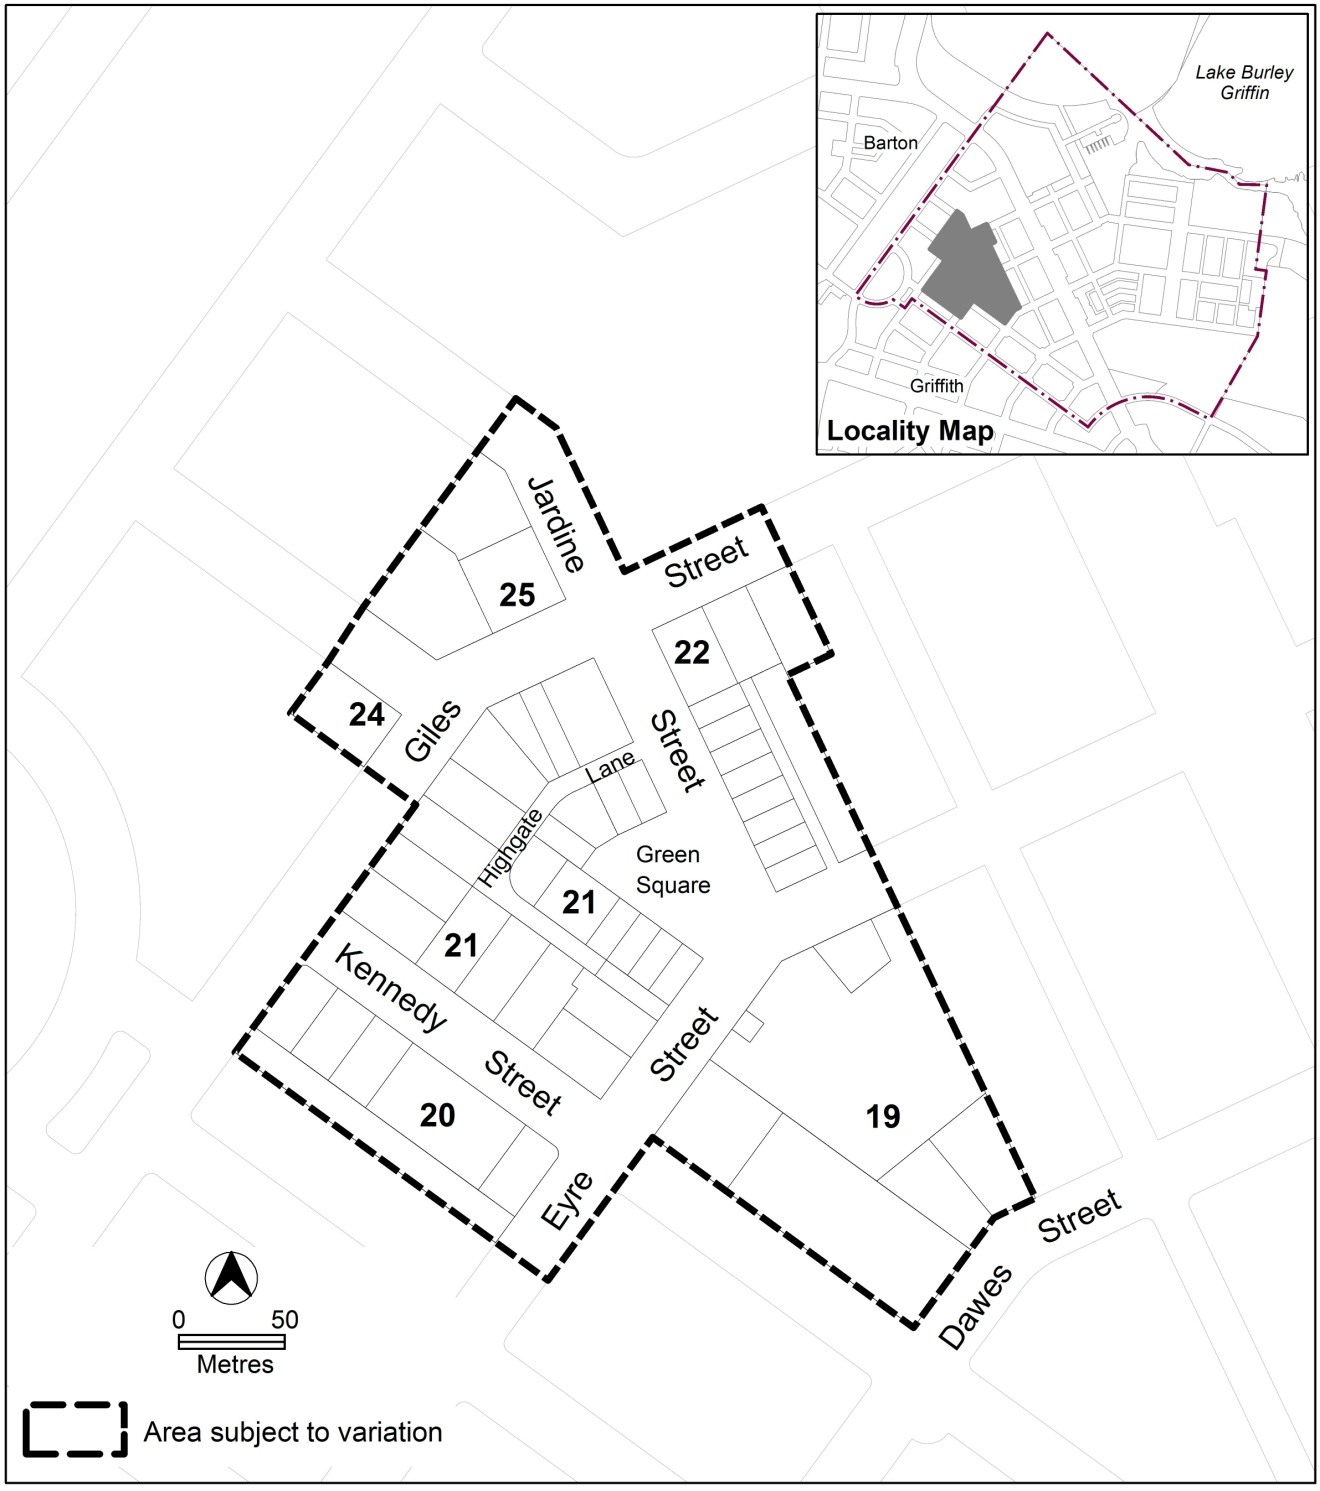 Lake Burley
Griffin
Barton
Griffith
Locality Map
Jardine
Street
25
22
24
Giles
Street
Lane
Highgate
Green
Square
21
21
Kennedy
Street
Street
20
19
Eyre
Street
Dawes
0 50
Metres
Area subject to variation